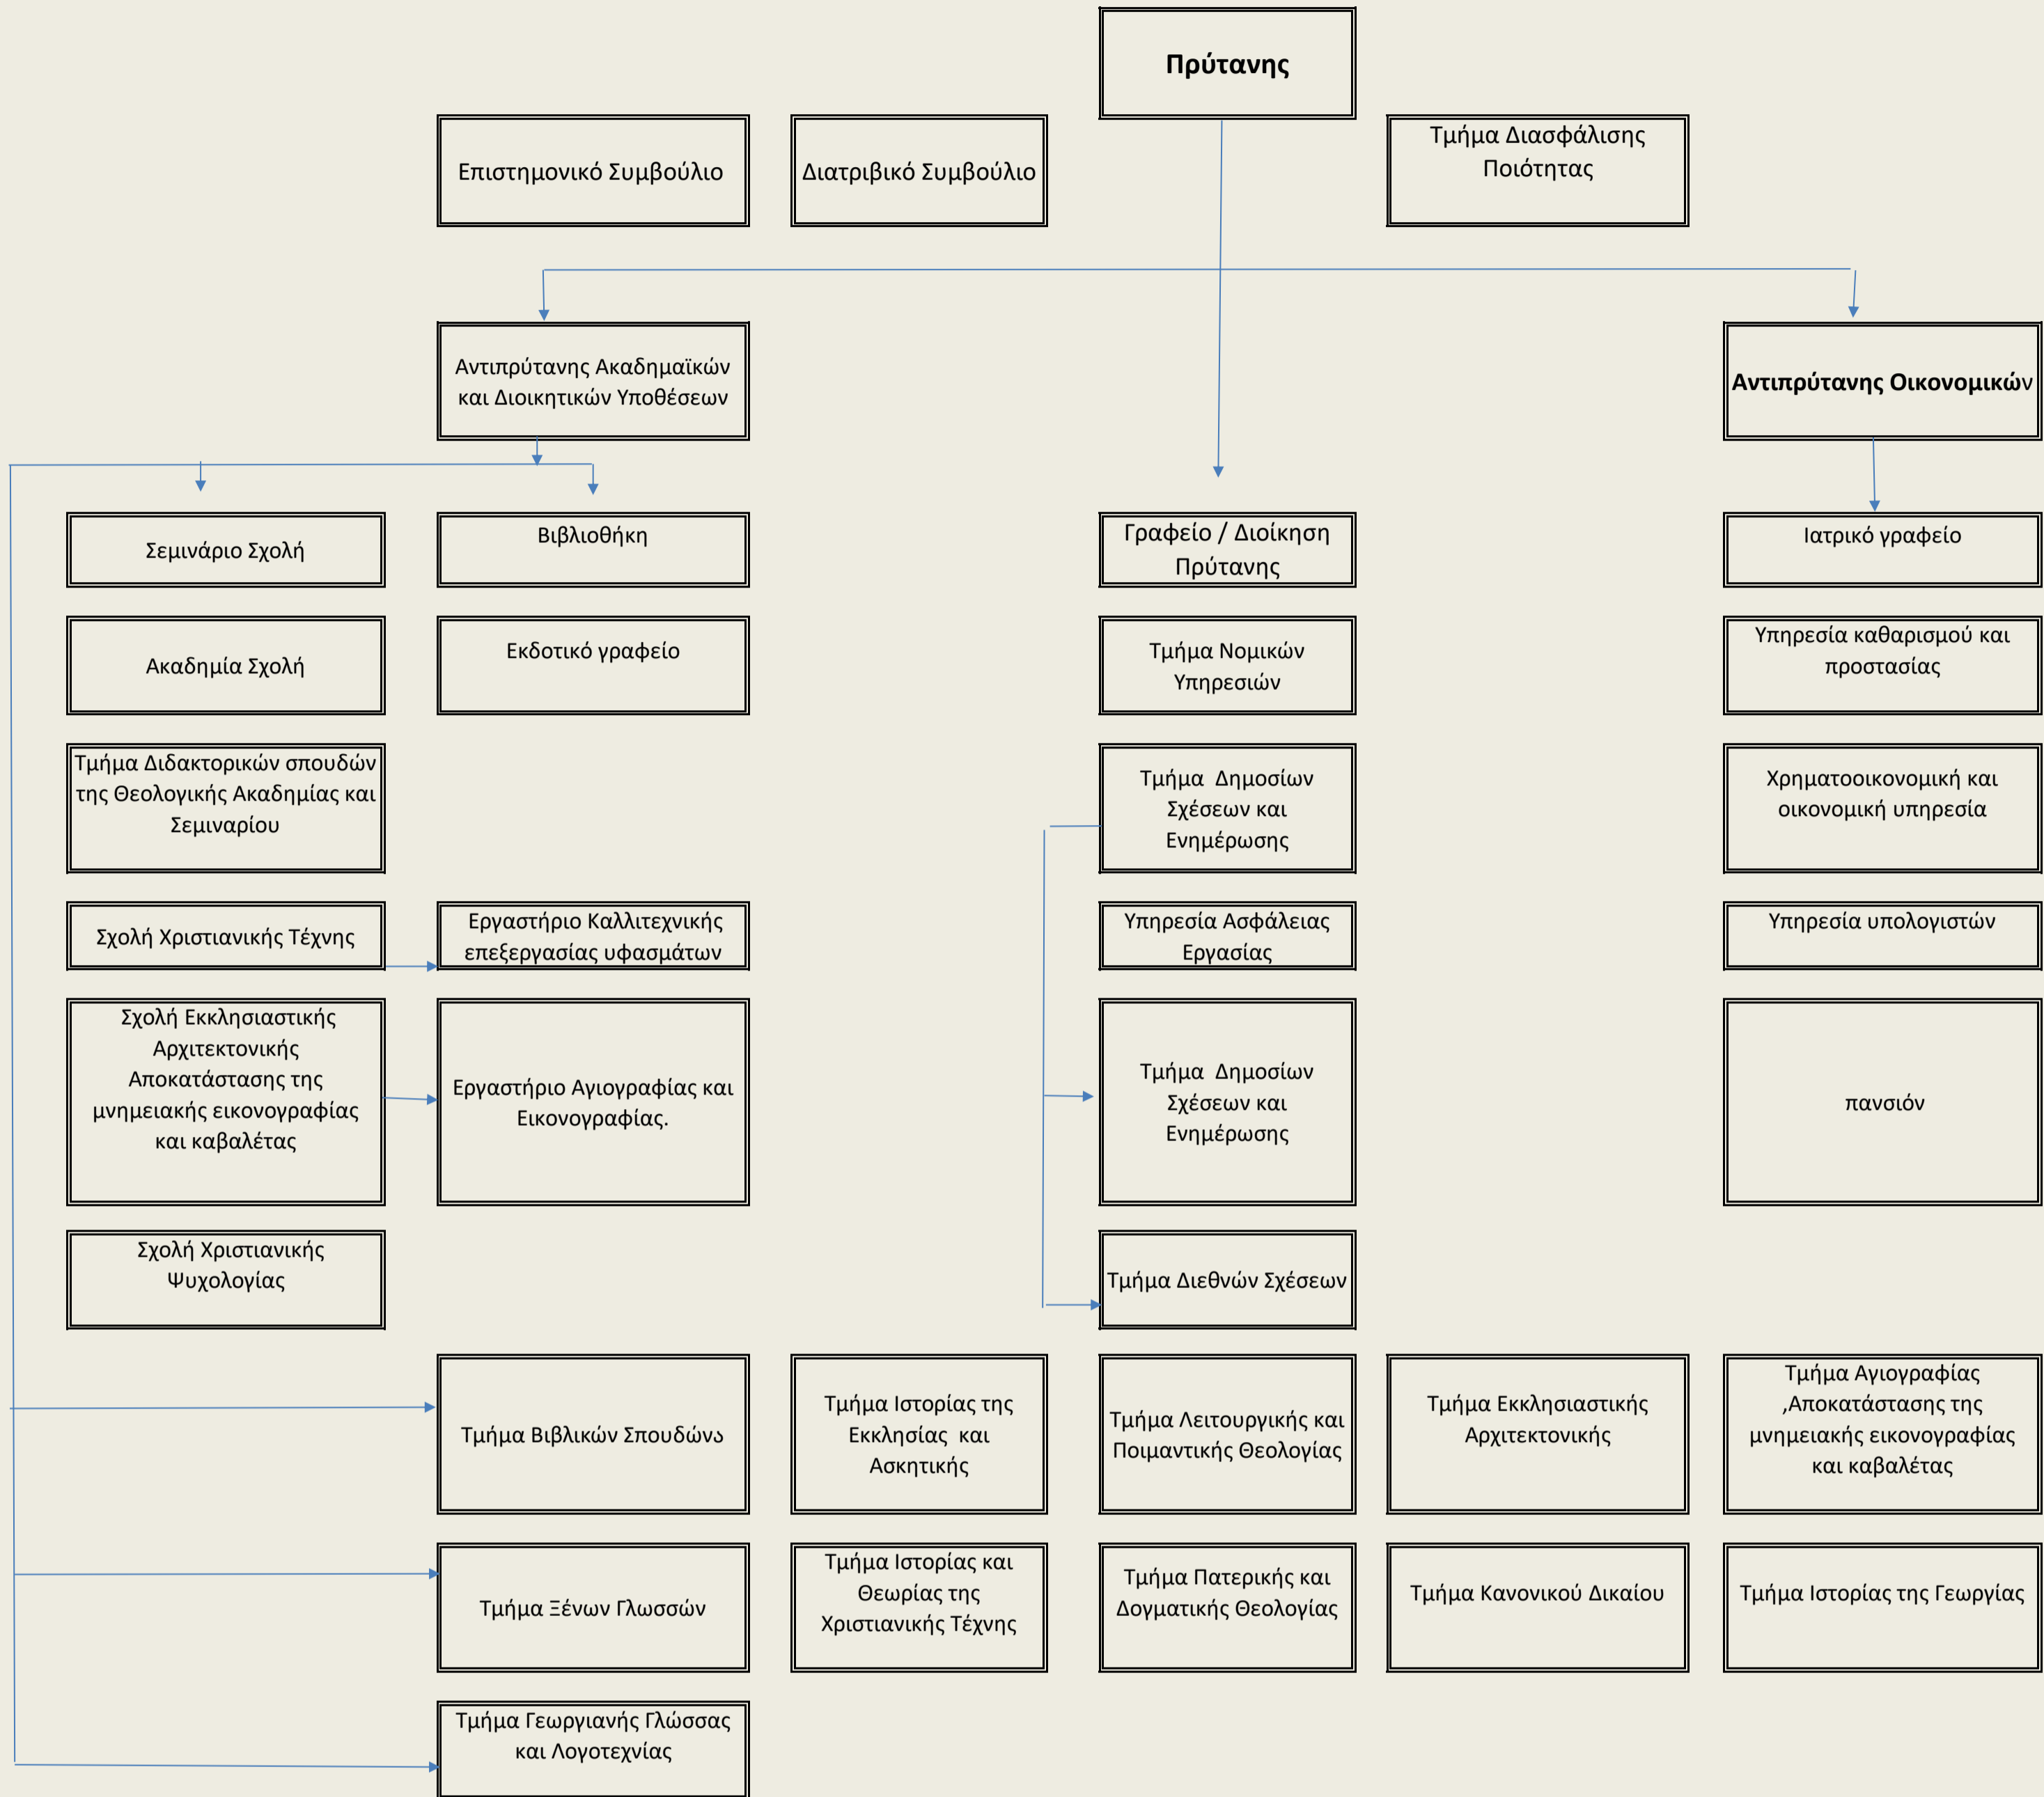 Πρύτανης
Επιστημονικό Συμβούλιο
Διατριβικό Συμβούλιο
Τμήμα Διασφάλισης
Ποιότητας
Αντιπρύτανης Ακαδημαϊκών
και Διοικητικών Υποθέσεων
Αντιπρύτανης Οικονομικών
Σεμινάριο Σχολή
Βιβλιοθήκη
Γραφείο / Διοίκηση
Πρύτανης
Ιατρικό γραφείο
Ακαδημία Σχολή
Εκδοτικό γραφείο
Τμήμα Νομικών
Υπηρεσιών
Υπηρεσία καθαρισμού και
προστασίας
Τμήμα Διδακτορικών σπουδών
της Θεολογικής Ακαδημίας και
Σεμιναρίου
Τμήμα Δημοσίων
Σχέσεων και
Ενημέρωσης
Χρηματοοικονομική και
οικονομική υπηρεσία
Σχολή Χριστιανικής Τέχνης
Εργαστήριο Καλλιτεχνικής
επεξεργασίας υφασμάτων
Υπηρεσία Ασφάλειας
Εργασίας
Υπηρεσία υπολογιστών
Σχολή Εκκλησιαστικής
Αρχιτεκτονικής
Αποκατάστασης της
μνημειακής εικονογραφίας
και καβαλέτας
Εργαστήριο Αγιογραφίας και
Εικονογραφίας.
Τμήμα Δημοσίων
Σχέσεων και
Ενημέρωσης
πανσιόν
Σχολή Χριστιανικής
Ψυχολογίας
Τμήμα Διεθνών Σχέσεων
Τμήμα Βιβλικών
Τμήμα Ιστορίας της
Εκκλησίας και
Ασκητικής
Τμήμα Λειτουργικής και
Ποιμαντικής Θεολογίας
Τμήμα Εκκλησιαστικής
Αρχιτεκτονικής
Τμήμα Αγιογραφίας
,Αποκατάστασης της
μνημειακής εικονογραφίας
και καβαλέτας
Τμήμα Ξένων Γλωσσών
Τμήμα Ιστορίας και
Θεωρίας της
Χριστιανικής Τέχνης
Τμήμα Πατερικής και
Δογματικής Θεολογίας
Τμήμα Κανονικού Δικαίου
Τμήμα Ιστορίας της Γεωργίας
Τμήμα Γεωργιανής Γλώσσας
και Λογοτεχνίας